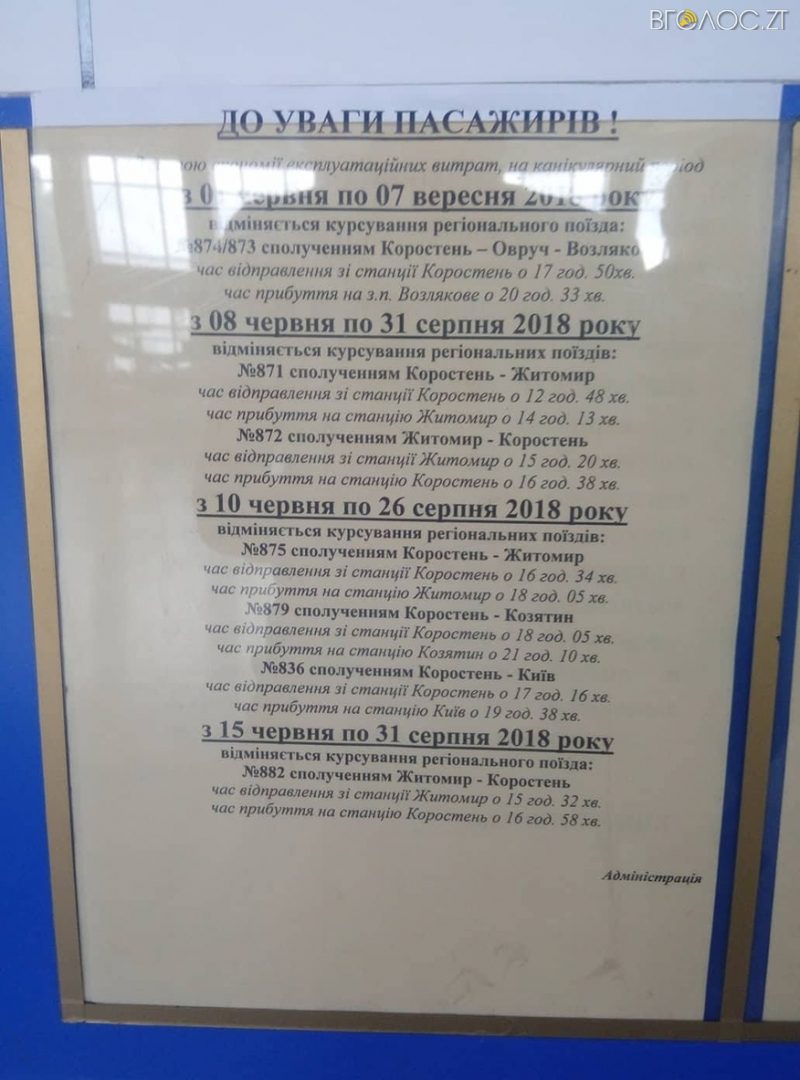 ВГОЛОС.ZT
ДО УВАГИ ПАСАЖИРІВ !
експлуатаційних витрат, на канікулярний
червня по 07 вересня 2018 року
відміняється курсування регіонального поїзда:
№874/873 сполученням Коростень – Овруч -
час відправлення зі станції Коростень о 17 год. 50хв.
час прибуття на з.п. Возлякове о 20 год. 33 хв.
з 08 червня по 31 серпня 2018 року
відміняється курсування регіональних поїздів:
№871 сполученням Коростень - Житомир
час відправлення зі станції Коростень о 12 год. 48 хв.
час прибуття на станцію Житомир о 14 год. 13 хв.
№872 сполученням Житомир - Коростень
час відправлення зі станції Житомир о 15 год. 20 хв.
час прибуття на станцію Коростень о 16 год. 38 хв.
з 10 червня по 26 серпня 2018 року
відміняється курсування регіональних поїздів:
№875 сполученням Коростень - Житомир
час відправлення зі станції Коростень о 16 год. 34 хв.
час прибуття на станцію Житомир о 18 год. 05 хв.
№879 сполученням Коростень - Козятин
час відправлення зі станції Коростень о 18 год. 05 хв.
час прибуття на станцію Козятин о 21 год. 10 хв.
№836 сполученням Коростень - Київ
час відправлення зі станції Коростень о 17 год. 16 хв.
час прибуття на станцію Київ о 19 год. 38 хв.
з 15 червня по 31 серпня 2018 року
відміняється курсування регіонального поїзда:
№882 сполученням Житомир - Коростень
час відправлення зі станції Житомир о 15 год. 32 хв.
час прибуття на станцію Коростень о 16 год. 58 хв.
Адміністрація